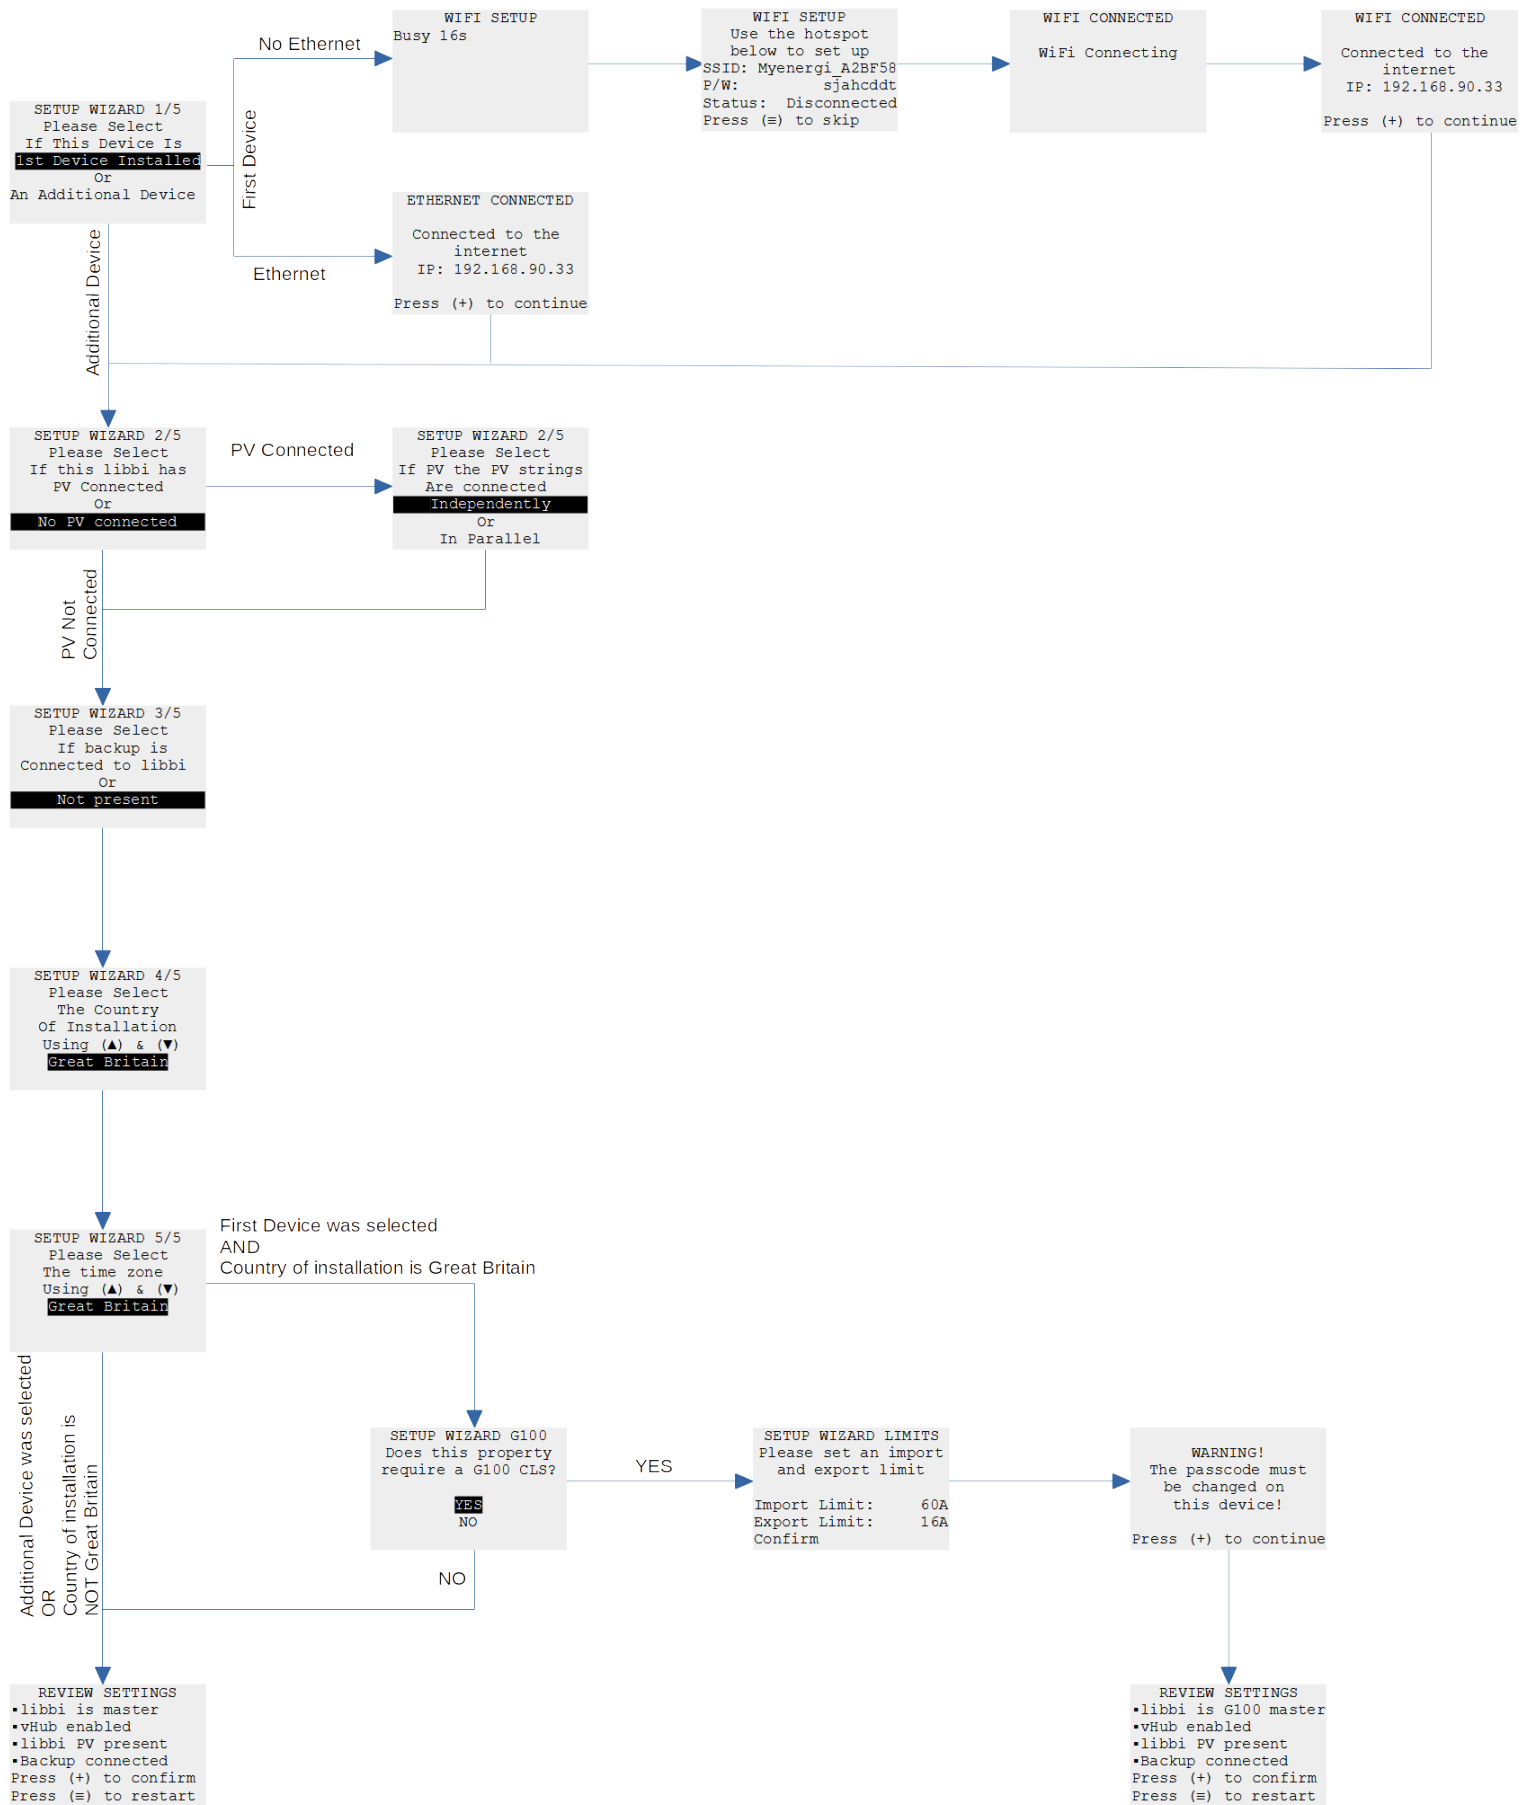 SETUP WIZARD 1/5
Please Select
If This Device Is
1st Device Installed
Or
An Additional Device
No Ethernet
First Device
Ethernet
Additional Device
WIFI SETUP
Busy 16s
WIFI SETUP
Use the hotspot
below to set up
SSID: Myenergi_A2BF58
P/W: sjahcddt
Status: Disconnected
Press (≡) to skip
WIFI CONNECTED
WiFi Connecting
WIFI CONNECTED
Connected to the
internet
IP: 192.168.90.33
Press (+) to continue
ETHERNET CONNECTED
Connected to the
internet
IP: 192.168.90.33
Press (+) to continue
SETUP WIZARD 2/5
Please Select
If this libbi has
PV Connected
Or
No PV connected
PV Connected
SETUP WIZARD 2/5
Please Select
If PV the PV strings
Are connected
Independently
Or
In Parallel
PV Not
Connected
SETUP WIZARD 3/5
Please Select
If backup is
Connected to libbi
Or
Not present
SETUP WIZARD 4/5
Please Select
The Country
Of Installation
Using (▲) & (▼)
Great Britain
SETUP WIZARD 5/5
Please Select
The time zone
Using (▲) & (▼)
Great Britain
First Device was selected
AND
Country of installation is Great Britain
Additional Device was selected
OR
Country of installation is
NOT Great Britain
SETUP WIZARD G100
Does this property
require a G100 CLS?
YES
NO
YES
NO
SETUP WIZARD LIMITS
Please set an import
and export limit
Import Limit: 60A
Export Limit: 16A
Confirm
WARNING!
The passcode must
be changed on
this device!
Press (+) to continue
REVIEW SETTINGS
▪libbi is master
▪vHub enabled
▪libbi PV present
▪Backup connected
Press (+) to confirm
Press (≡) to restart
REVIEW SETTINGS
▪libbi is G100 master
▪vHub enabled
▪libbi PV present
▪Backup connected
Press (+) to confirm
Press (≡) to restart